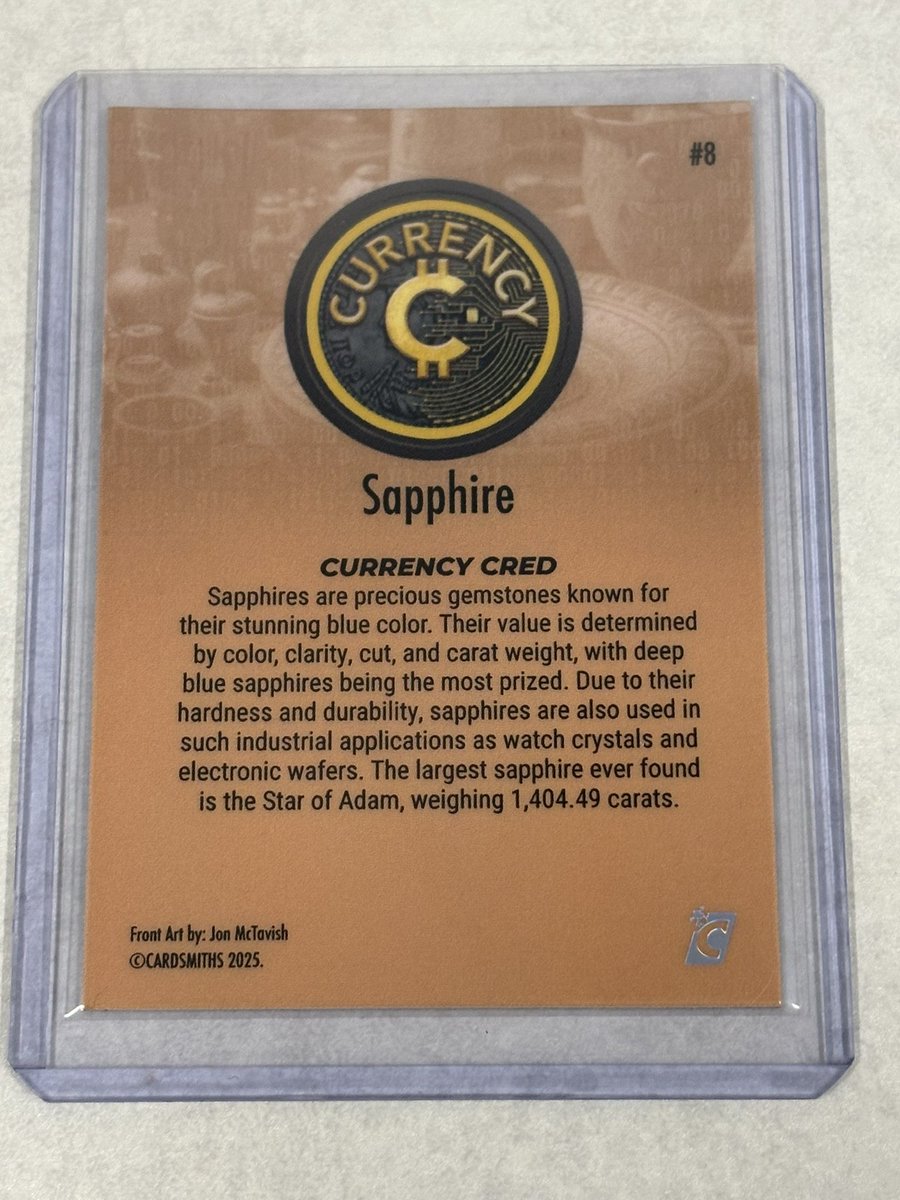 #8
CURRENCY
Sapphire
CURRENCY CRED
Sapphires are precious gemstones known for
their stunning blue color. Their value is determined
by color, clarity, cut, and carat weight, with deep
blue sapphires being the most prized. Due to their
hardness and durability, sapphires are also used in
such industrial applications as watch crystals and
electronic wafers. The largest sapphire ever found
is the Star of Adam, weighing 1,404.49 carats.
Front Art by: Jon McTavish
©CARDSMITHS 2025.
C